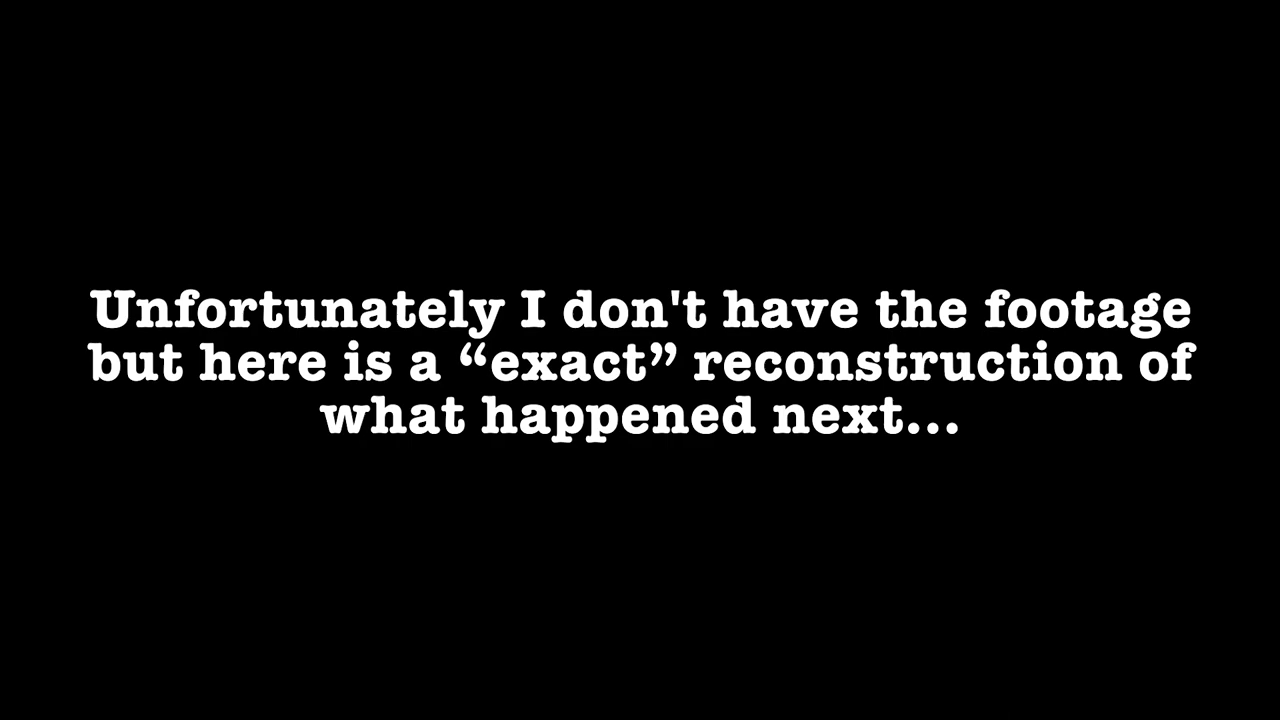 Unfortunately I don't have the footage
but here is a “exact” reconstruction of
what happened next...